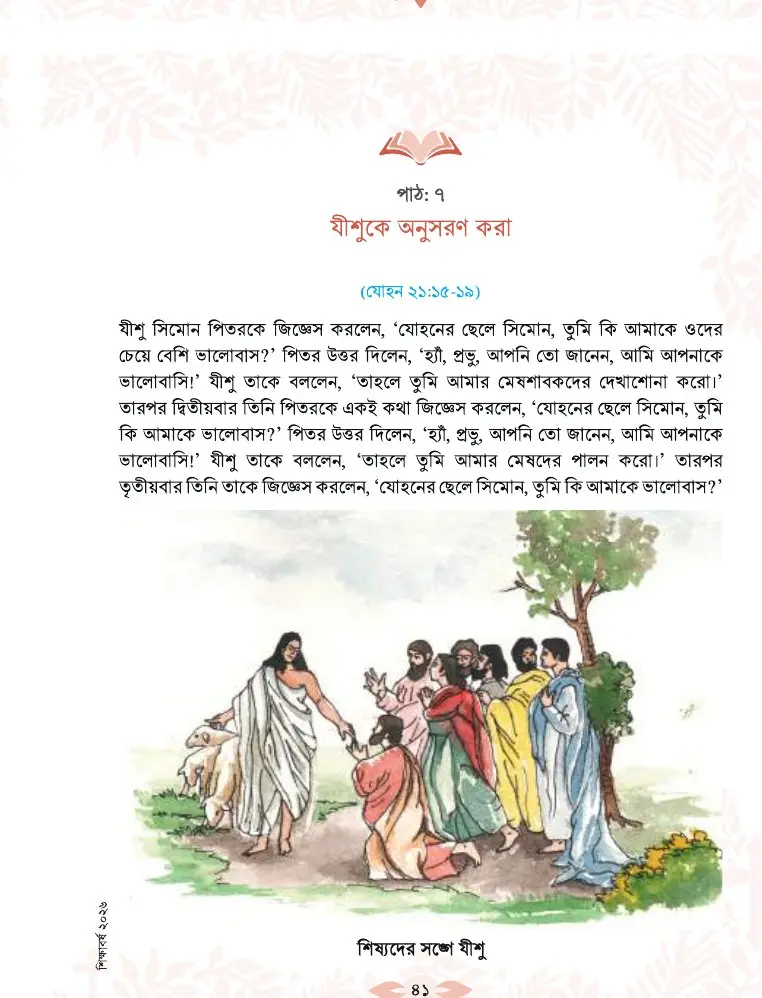 পাঠ: ৭
যীশুকে অনুসরণ করা
(যোহন ২১:১৫-১৯)
যীশু সিমোন পিতরকে জিজ্ঞেস করলেন, ‘যোহনের ছেলে সিমোন, তুমি কি আমাকে ওদের
চেয়ে বেশি ভালোবাস?’ পিতর উত্তর দিলেন, ‘হ্যাঁ, প্রভু, আপনি তো জানেন, আমি আপনাকে
ভালোবাসি!’ যীশু তাকে বললেন, ‘তাহলে তুমি আমার মেষশাবকদের দেখাশোনা করো।’
তারপর দ্বিতীয়বার তিনি পিতরকে একই কথা জিজ্ঞেস করলেন, ‘যোহনের ছেলে সিমোন, তুমি
কি আমাকে ভালোবাস?’ পিতর উত্তর দিলেন, ‘হ্যাঁ, প্রভু, আপনি তো জানেন, আমি আপনাকে
ভালোবাসি!’ যীশু তাকে বললেন, ‘তাহলে তুমি আমার মেষদের পালন করো।’ তারপর
তৃতীয়বার তিনি তাকে জিজ্ঞেস করলেন, ‘যোহনের ছেলে সিমোন, তুমি কি আমাকে ভালোবাস?’
শিষ্যদের সঙ্গে যীশু
শিক্ষাবর্ষ ২০২৬
৪১